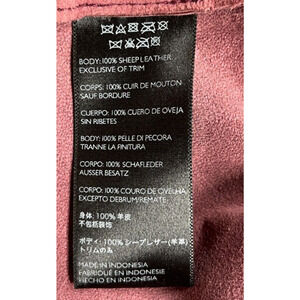 BODY: 100% SHEEP LEATHER
EXCLUSIVE OF TRIM
CORPS: 100% CUIR DE MOUTON
SAUF BORDURE
CUERPO: 100% CUERO DE OVEJA
SIN RIBETES
BODY: 100% PELLE DI PECORA
TRANNE LA FINITURA
CORPO: 100% SCHAFLEDER
AUSSER BESATZ
CORPO: 100% COURO DE OVELHA
EXCEPTO DEBRUM/REMATE.
身体: 100% 羊皮
不包括装饰
ボディ: 100% シープレザー(羊革)
トリムのみ
MADE IN INDONESIA
FABRIQUÉ EN INDONESIE
HECHO EN INDONESIA